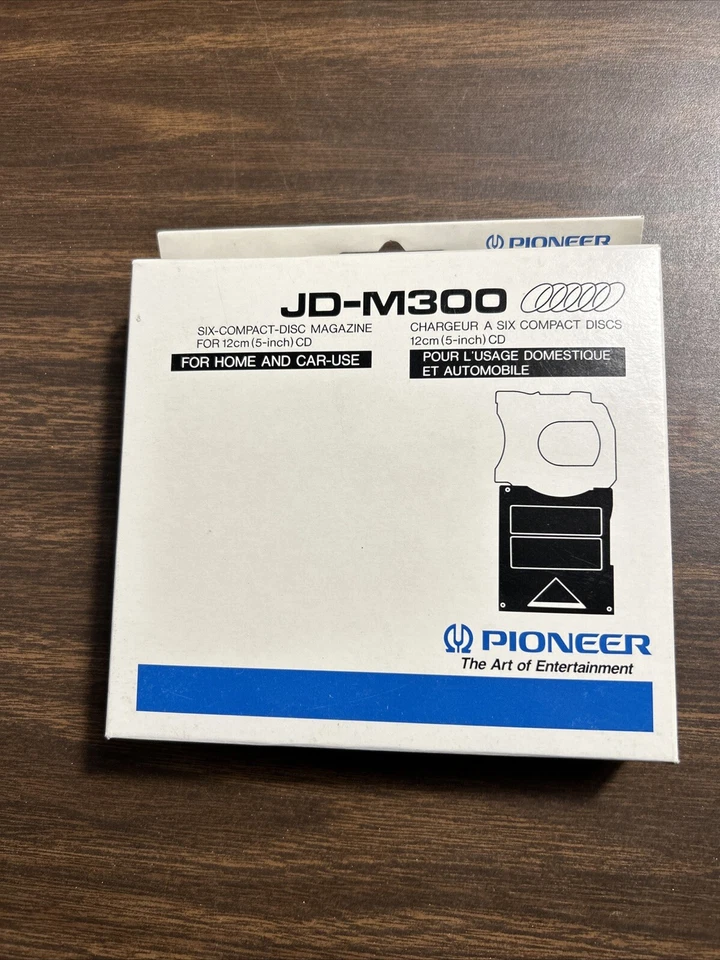 PIONEER
JD-M300
SIX-COMPACT-DISC MAGAZINE
FOR 12cm (5-inch) CD
FOR HOME AND CAR-USE
CHARGEUR A SIX COMPACT DISCS
12cm (5-inch) CD
POUR L'USAGE DOMESTIQUE
ET AUTOMOBILE
PIONEER
The Art of Entertainment